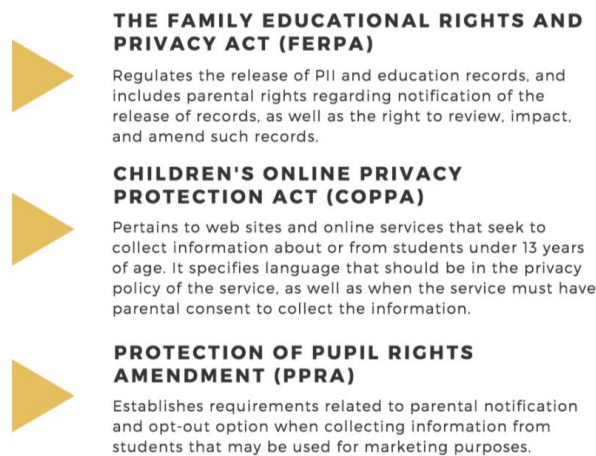 THE FAMILY EDUCATIONAL RIGHTS AND
PRIVACY ACT (FERPA)
Regulates the release of PII and education records, and
includes parental rights regarding notification of the
release of records, as well as the right to review, impact,
and amend such records.
CHILDREN'S ONLINE PRIVACY
PROTECTION ACT (COPPA)
Pertains to web sites and online services that seek to
collect information about or from students under 13 years
of age. It specifies language that should be in the privacy
policy of the service, as well as when the service must have
parental consent to collect the information.
PROTECTION OF PUPIL RIGHTS
AMENDMENT (PPRA)
Establishes requirements related to parental notification
and opt-out option when collecting information from
students that may be used for marketing purposes.